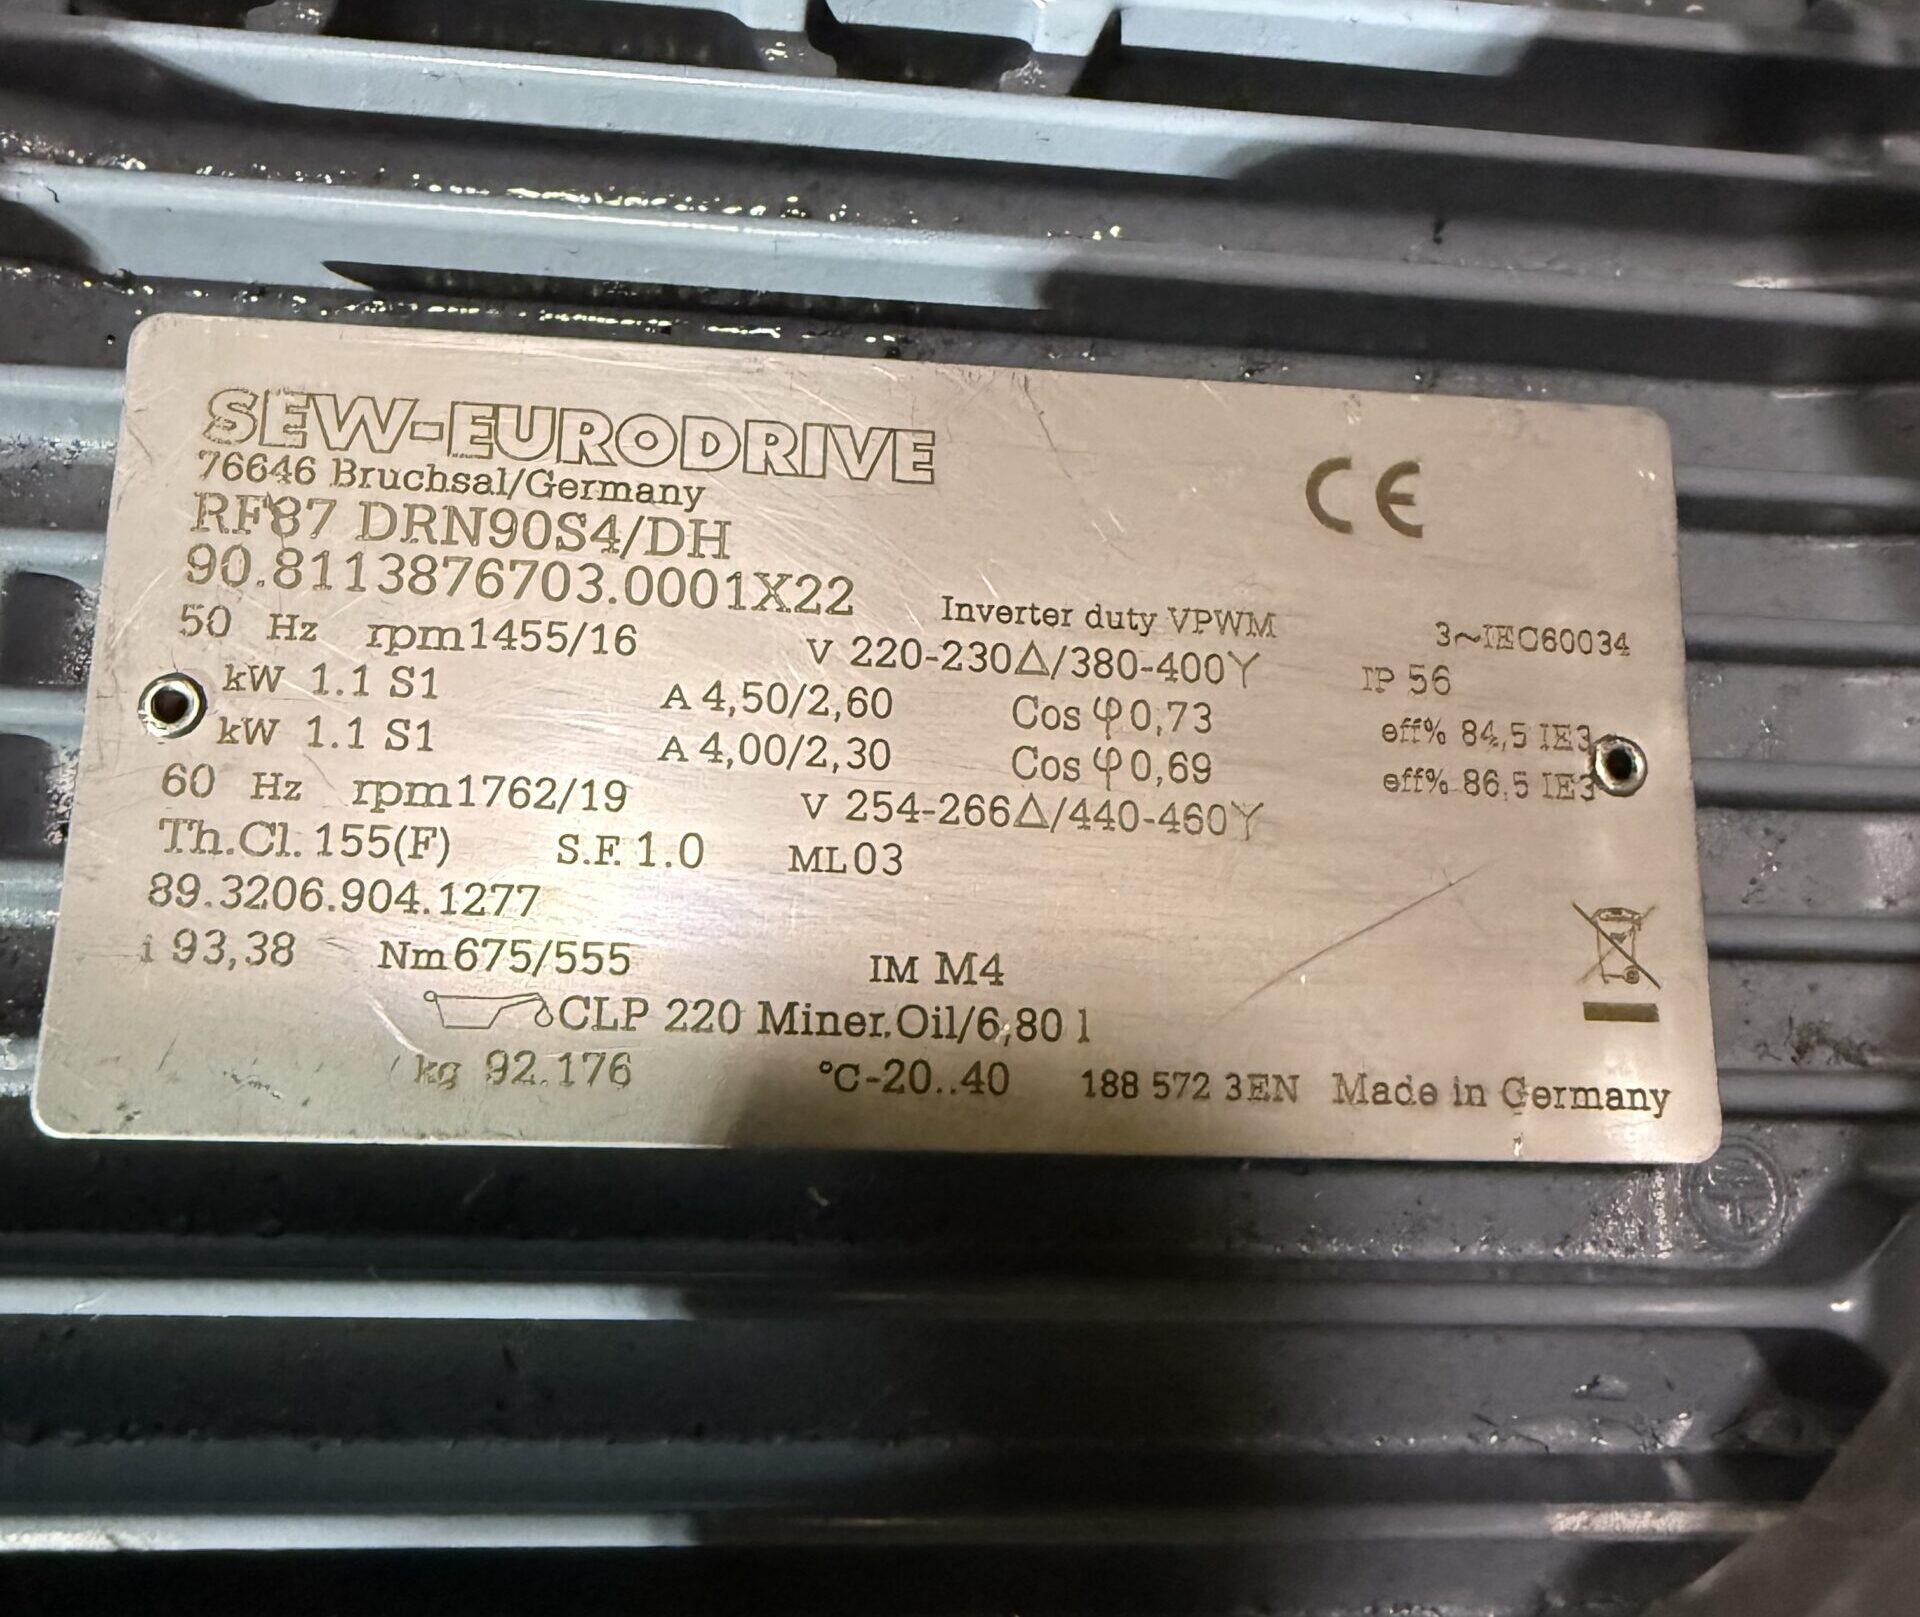 SEW-EURODRIVE
76646 Bruchsal/Germany
CE
RF87 DRN90S4/DH
90.8113876703.0001X22
Inverter duty VPWM 3~IEC60034
50 Hz rpm1455/16 V 220-230△/380-400Y IP 56
kW 1.1 S1 A 4,50/2,60 Cos φ 0,73 eff% 84,5 IE3
kW 1.1 S1 A 4,00/2,30 Cos φ 0,69 eff% 86,5 IE3
60 Hz rpm1762/19 V 254-266△/440-460Y
Th.Cl. 155(F) S.F. 1.0 ML03
89.3206.904.1277
i 93,38 Nm675/555 IM M4
CLP 220 Miner.Oil/6,80 l
kg 92.176 °C-20..40 188 572 3EN Made in Germany